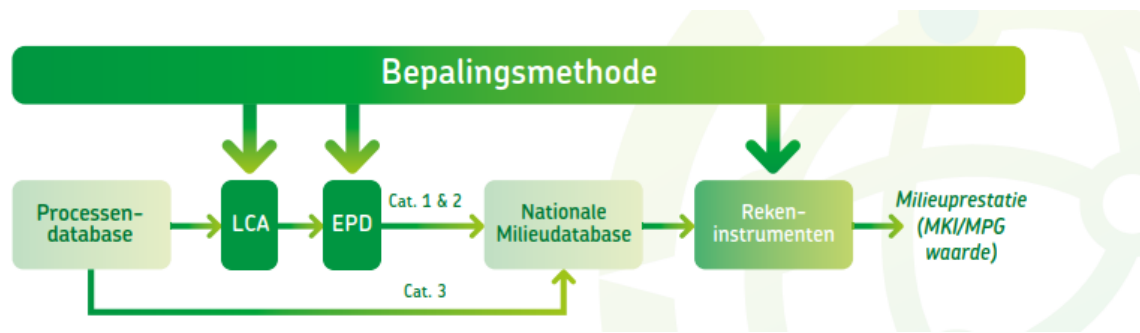 Bepalingsmethode
Processen-
database
LCA
EPD
Cat. 1 & 2
Nationale
Milieudatabase
Reken-
instrumenten
Milieuprestatie
(MKI/MPG
waarde)
Cat. 3